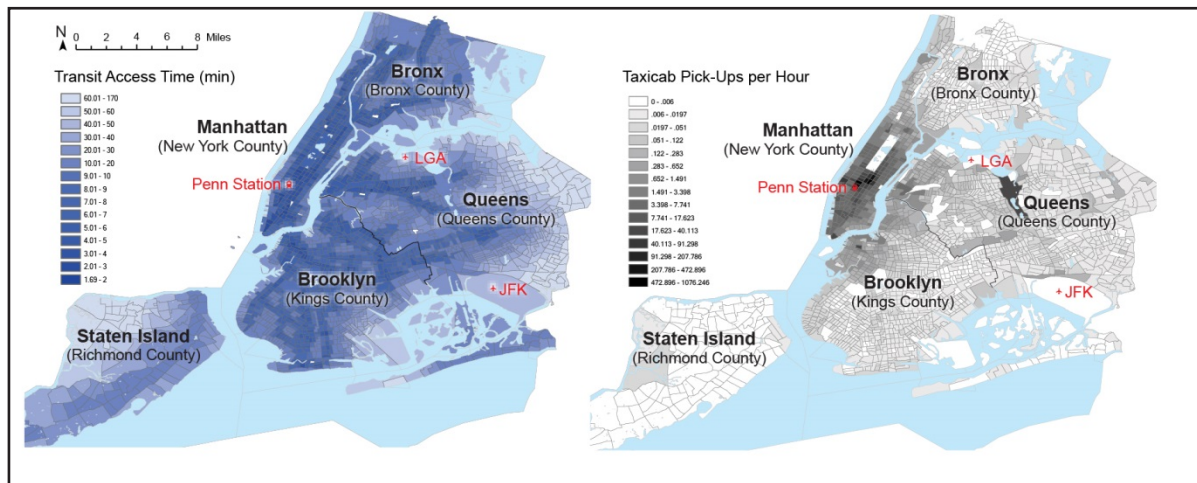 N
0 2 4 8 Miles
Transit Access Time (min)
60.01 - 170
50.01 - 60
40.01 - 50
30.01 - 40
20.01 - 30
10.01 - 20
9.01 - 10
8.01 - 9
7.01 - 8
6.01 - 7
5.01 - 6
4.01 - 5
3.01 - 4
2.01 - 3
1.69 - 2
Bronx
(Bronx County)
Manhattan
(New York County)
LGA
Penn Station
Queens
(Queens County)
Brooklyn
(Kings County)
JFK
Staten Island
(Richmond County)
Taxicab Pick-Ups per Hour
0 - .006
.006 - .0197
.0197 - .051
.051 - .122
.122 - .283
.283 - .652
.652 - 1.491
1.491 - 3.398
3.398 - 7.741
7.741 - 17.623
17.623 - 40.113
40.113 - 91.298
91.298 - 207.786
207.786 - 472.896
472.896 - 1076.246
Bronx
(Bronx County)
Manhattan
(New York County)
LGA
Penn Station
Queens
(Queens County)
Brooklyn
(Kings County)
JFK
Staten Island
(Richmond County)